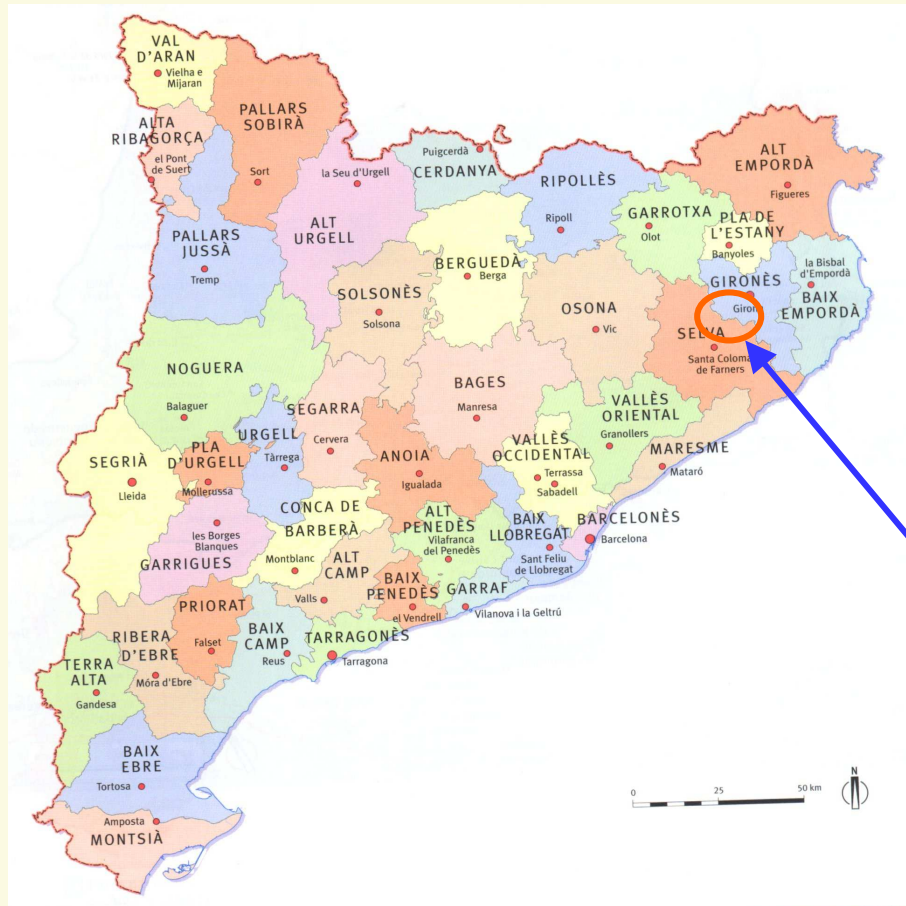 VAL
D'ARAN
Vielha e
Mijaran
PALLARS
SOBIRÀ
Sort
ALTA
RIBAGORÇA
el Pont
de Suert
la Seu d'Urgell
ALT
URGELL
Puigcerdà
CERDANYA
RIPOLLÈS
Ripoll
GARROTXA
Olot
ALT
EMPORDÀ
Figueres
PLA DE
L'ESTANY
Banyoles
PALLARS
JUSSÀ
Tremp
BERGUEDÀ
Berga
SOLSONÈS
Solsona
OSONA
Vic
GIRONÈS
Giron
la Bisbal
d'Empordà
BAIX
EMPORDÀ
SELVA
Santa Coloma
de Farners
NOGUERA
Balaguer
SEGARRA
Cervera
BAGES
Manresa
VALLÈS
ORIENTAL
Granollers
URGELL
Tàrrega
PLA
D'URGELL
Mollerussa
SEGRIÀ
Lleida
ANOIA
Igualada
VALLÈS
OCCIDENTAL
Terrassa
Sabadell
MARESME
Mataró
CONCA DE
BARBERÀ
Montblanc
les Borges
Blanques
GARRIGUES
ALT
PENEDÈS
Vilafranca
del Penedès
BAIX
LLOBREGAT
Sant Feliu
de Llobregat
BARCELONÈS
Barcelona
ALT
CAMP
Valls
BAIX
PENEDÈS
el Vendrell
GARRAF
Vilanova i la Geltrú
PRIORAT
Falset
BAIX
CAMP
Reus
TARRAGONÈS
Tarragona
RIBERA
D'EBRE
Móra d'Ebre
TERRA
ALTA
Gandesa
BAIX
EBRE
Tortosa
Amposta
MONTSIÀ
N
0 25 50 km